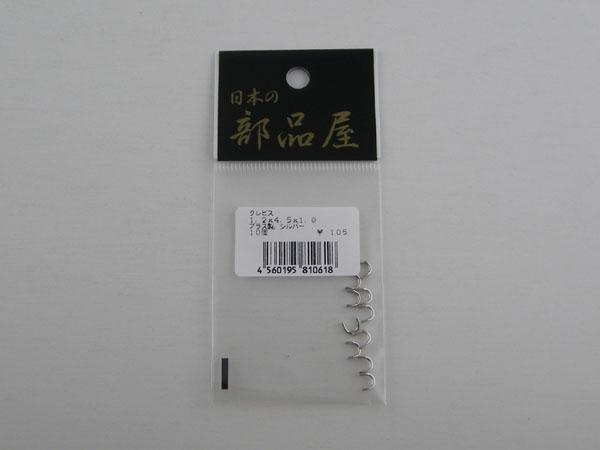 日本の
部品屋
クレビス
1.2x4.5x1.0
ブラス製 シルバー
10個 ¥ 105
4 560195 810618